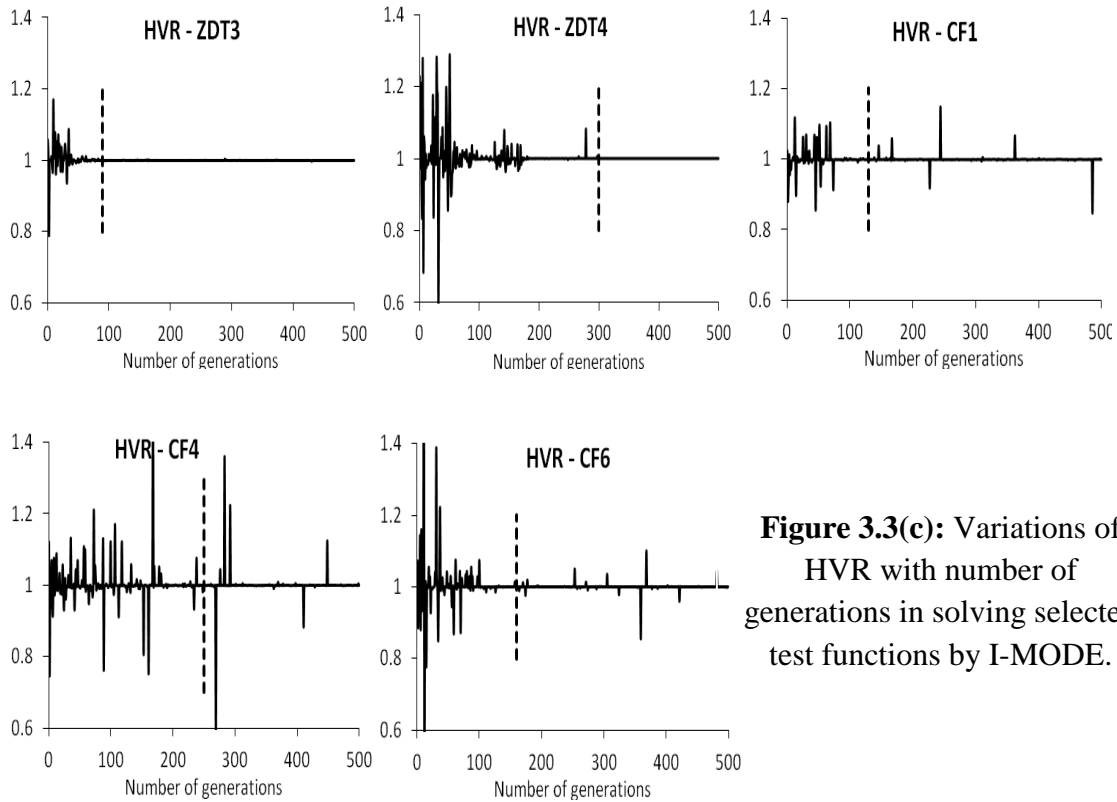 HVR - ZDT3
1.4
1.2
1
0.8
0.6
0 100 200 300 400 500
Number of generations
HVR - ZDT4
1.4
1.2
1
0.8
0.6
0 100 200 300 400 500
Number of generations
HVR - CF1
1.4
1.2
1
0.8
0.6
0 100 200 300 400 500
Number of generations
HVR - CF4
1.4
1.2
1
0.8
0.6
0 100 200 300 400 500
Number of generations
HVR - CF6
1.4
1.2
1
0.8
0.6
0 100 200 300 400 500
Number of generations
Figure 3.3(c): Variations of
HVR with number of
generations in solving selecte
test functions by I-MODE.